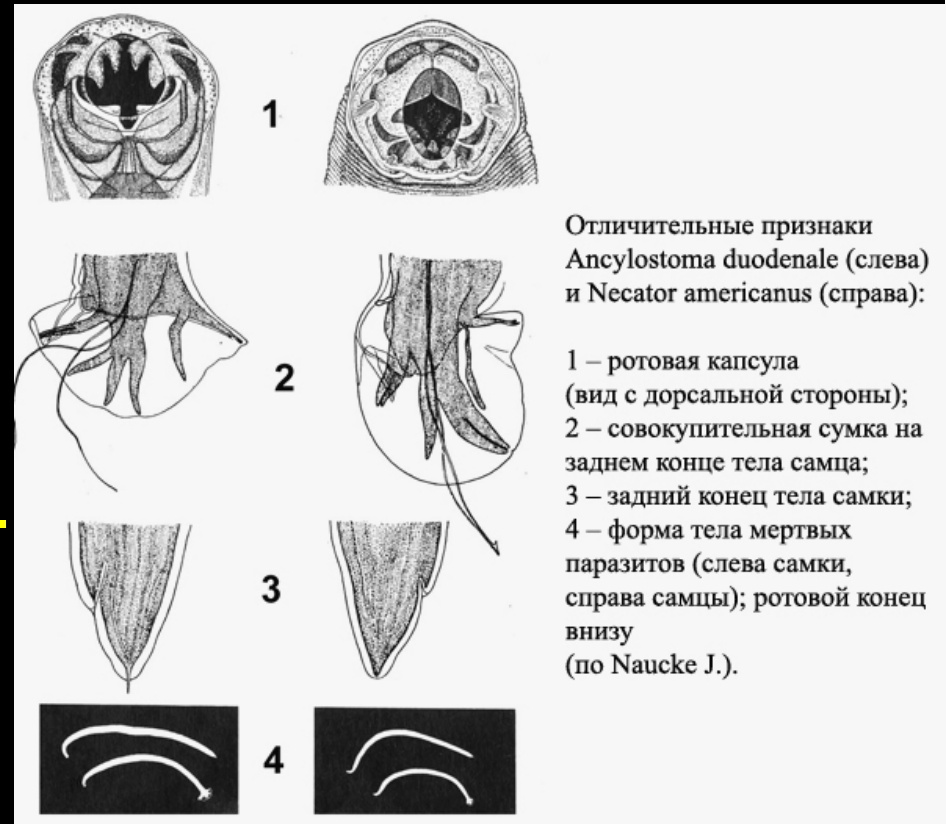 1
2
3
4
Отличительные признаки
Ancylostoma duodenale (слева)
и Necator americanus (справа):
1 – ротовая капсула
(вид с дорсальной стороны);
2 – совокупительная сумка на
заднем конце тела самца;
3 – задний конец тела самки;
4 – форма тела мертвых
паразитов (слева самки,
справа самцы); ротовой конец
внизу
(по Naucke J.).